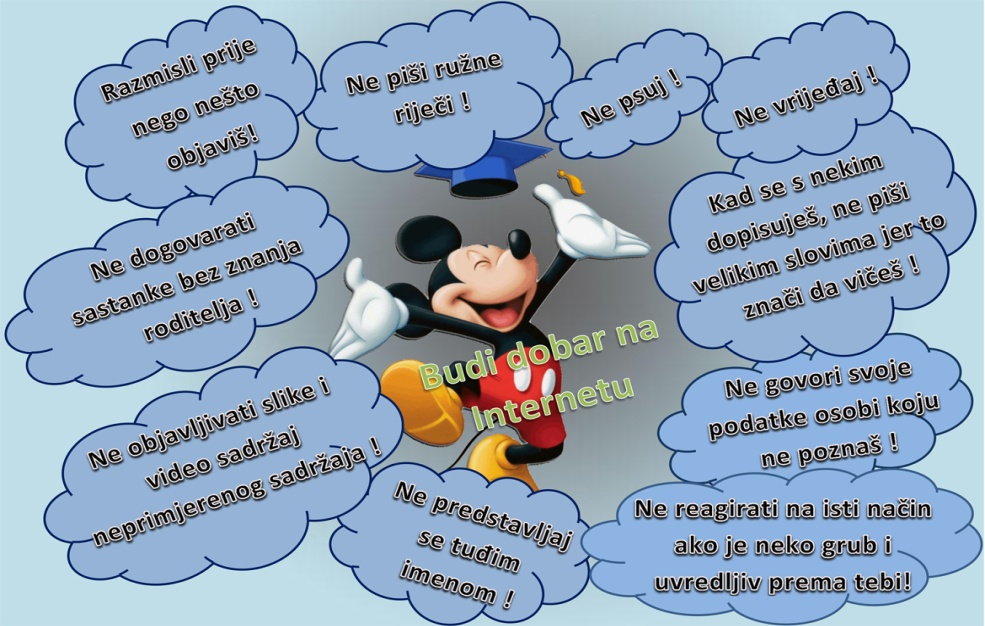 Razmisli prije
nego nešto
objaviš!
Ne piši ružne
riječi !
Ne psuj !
Ne vrijeđaj !
Ne dogovarati
sastanke bez znanja
roditelja !
Kad se s nekim
dopisuješ, ne piši
velikim slovima jer to
znači da vičeš !
Budi dobar na
Internetu
Ne objavljivati slike i
video sadržaj
neprimjerenog sadržaja !
Ne govori svoje
podatke osobi koju
ne poznaš !
Ne predstavljaj
se tuđim
imenom !
Ne reagirati na isti način
ako je neko grub i
uvredljiv prema tebi!